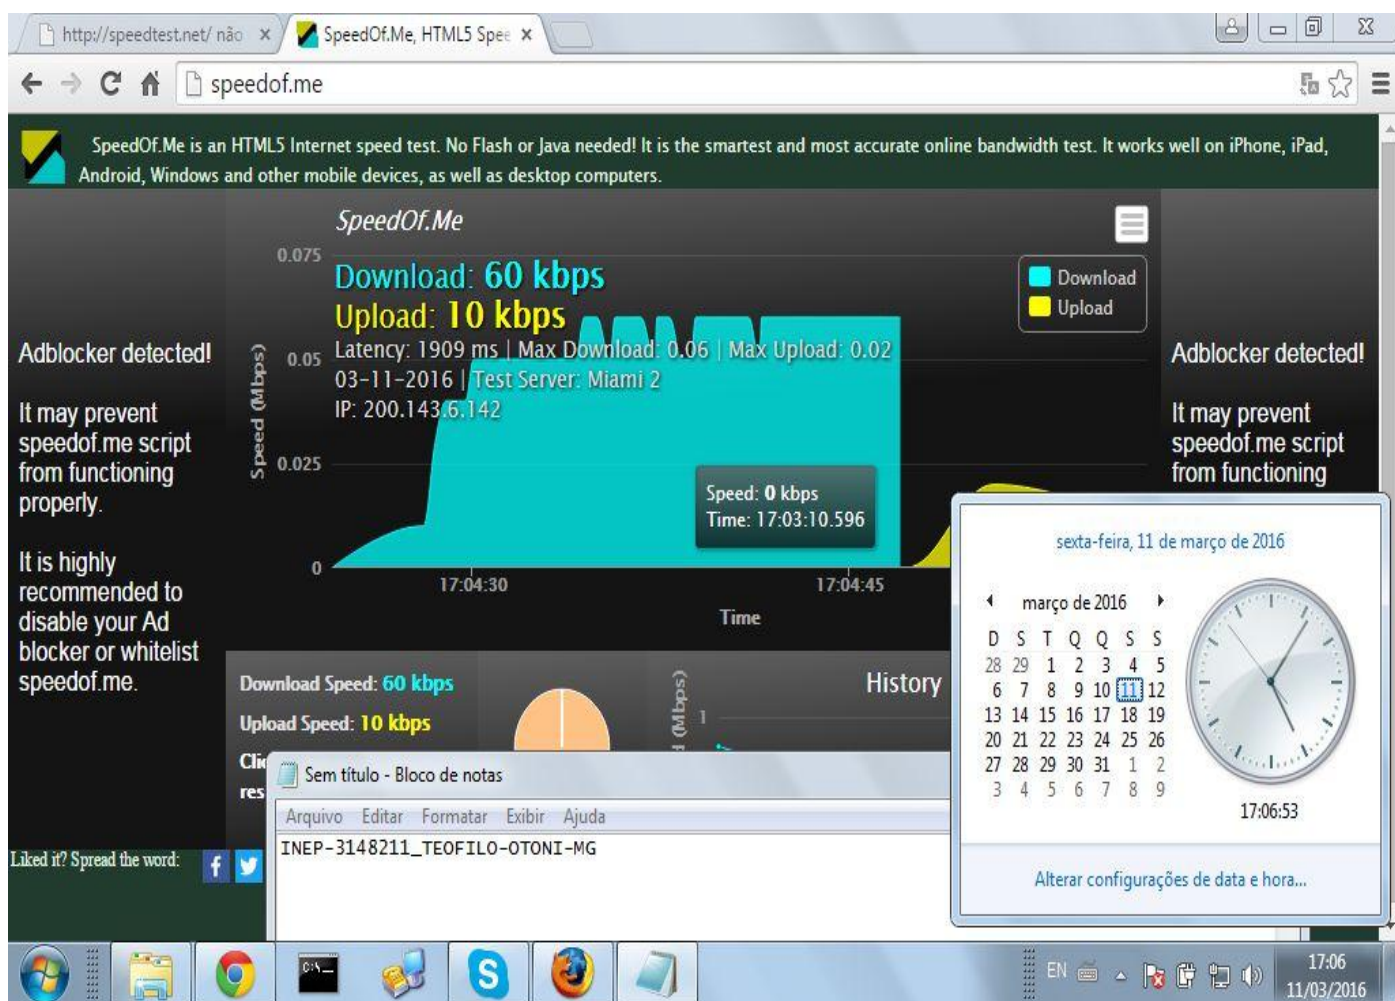 http://speedtest.net/ não
SpeedOf.Me, HTML5 Spee
speedof.me
SpeedOf.Me is an HTML5 Internet speed test. No Flash or Java needed! It is the smartest and most accurate online bandwidth test. It works well on iPhone, iPad,
Android, Windows and other mobile devices, as well as desktop computers.
SpeedOf.Me
0.075
Download: 60 kbps
Upload: 10 kbps
Latency: 1909 ms | Max Download: 0.06 | Max Upload: 0.02
03-11-2016 | Test Server: Miami 2
IP: 200.143.6.142
Download
Upload
Speed (Mbps)
0.05
0.025
0
Speed: 0 kbps
Time: 17:03:10.596
17:04:30
17:04:45
Time
Adblocker detected!
It may prevent
speedof.me script
from functioning
properly.
It is highly
recommended to
disable your Ad
blocker or whitelist
speedof.me.
Adblocker detected!
It may prevent
speedof.me script
from functioning
Download Speed: 60 kbps
Upload Speed: 10 kbps
Clic
res
d (Mbps)
1
History
Liked it? Spread the word:
Sem título - Bloco de notas
Arquivo Editar Formatar Exibir Ajuda
INEP-3148211_TEOFILO-OTONI-MG
sexta-feira, 11 de março de 2016
março de 2016
D S T Q Q S S
28 29 1 2 3 4 5
6 7 8 9 10 11 12
13 14 15 16 17 18 19
20 21 22 23 24 25 26
27 28 29 30 31 1 2
3 4 5 6 7 8 9
17:06:53
Alterar configurações de data e hora...
C:\_
EN
17:06
11/03/2016